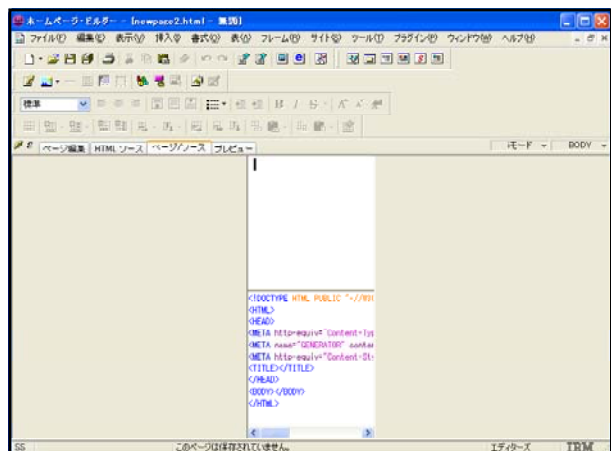 ホームページ・ビルダー - [newpage2.html - 無題]
ファイル(F) 編集(E) 表示(V) 挿入(I) 書式(O) 表(A) フレーム(R) サイト(S) ツール(T) プラグイン(P) ウィンドウ(W) ヘルプ(H)
標準
ページ編集 HTML ソース ページ/ソース プレビュー iモード BODY
<!DOCTYPE HTML PUBLIC "-//W3C
<HTML>
<HEAD>
<META http-equiv="Content-Typ
<META name="GENERATOR" conten
<META http-equiv="Content-St
<TITLE></TITLE>
</HEAD>
<BODY></BODY>
</HTML>
SS このページは保存されていません。 エディターズ IBM